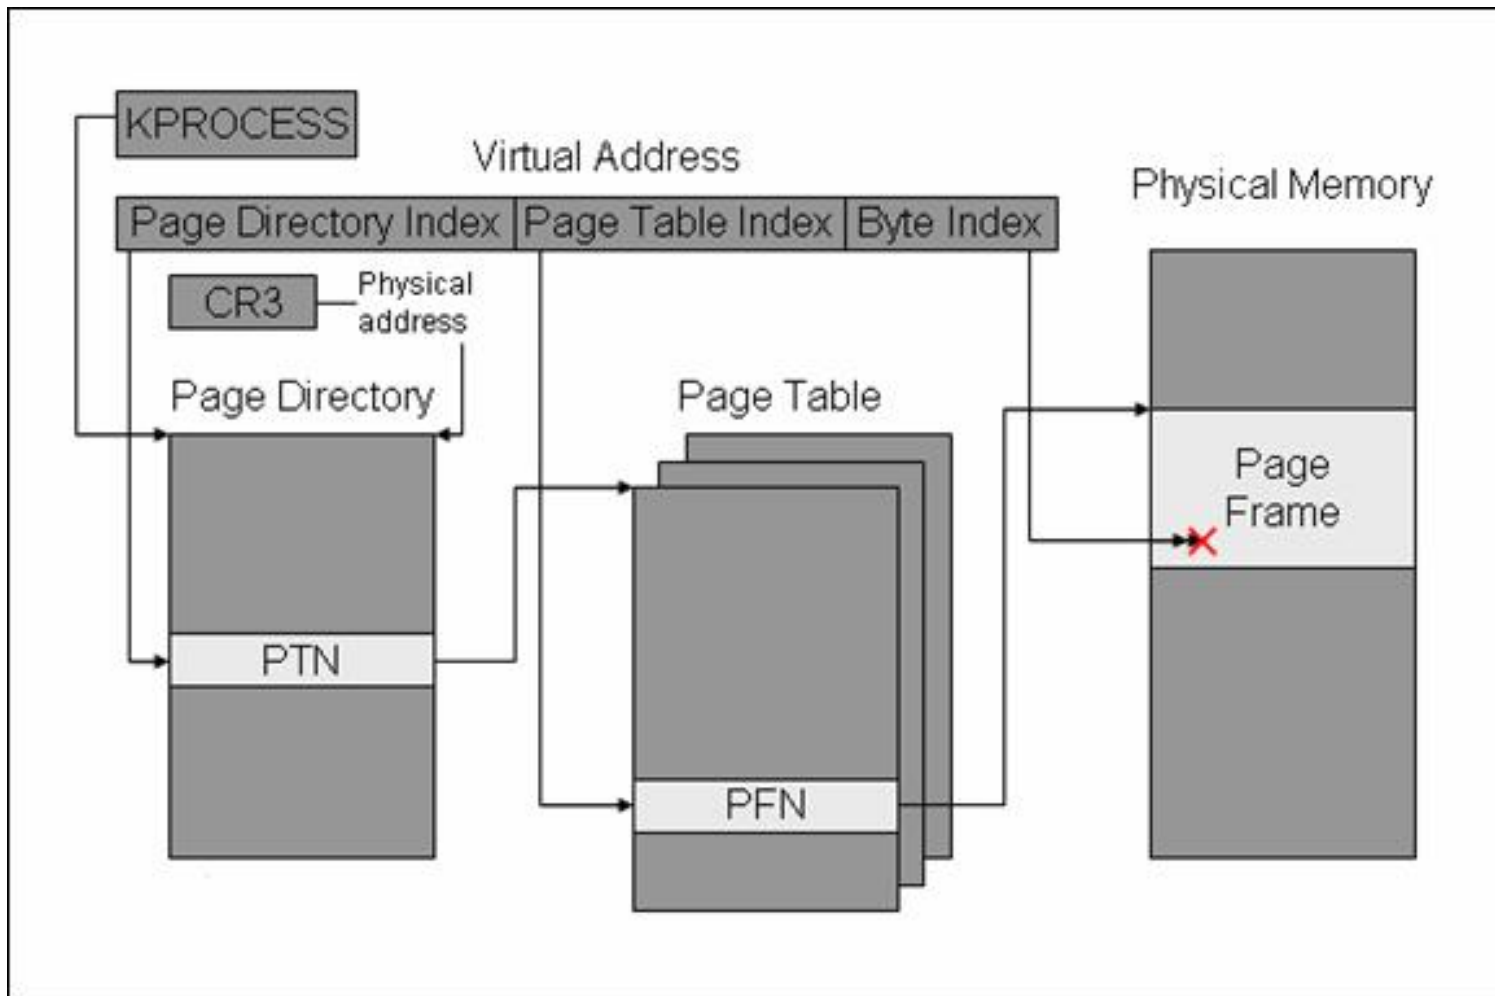 KPROCESS
Virtual Address
Physical Memory
Page Directory Index Page Table Index Byte Index
CR3
Physical
address
Page Directory
Page Table
Page
Frame
PTN
PFN